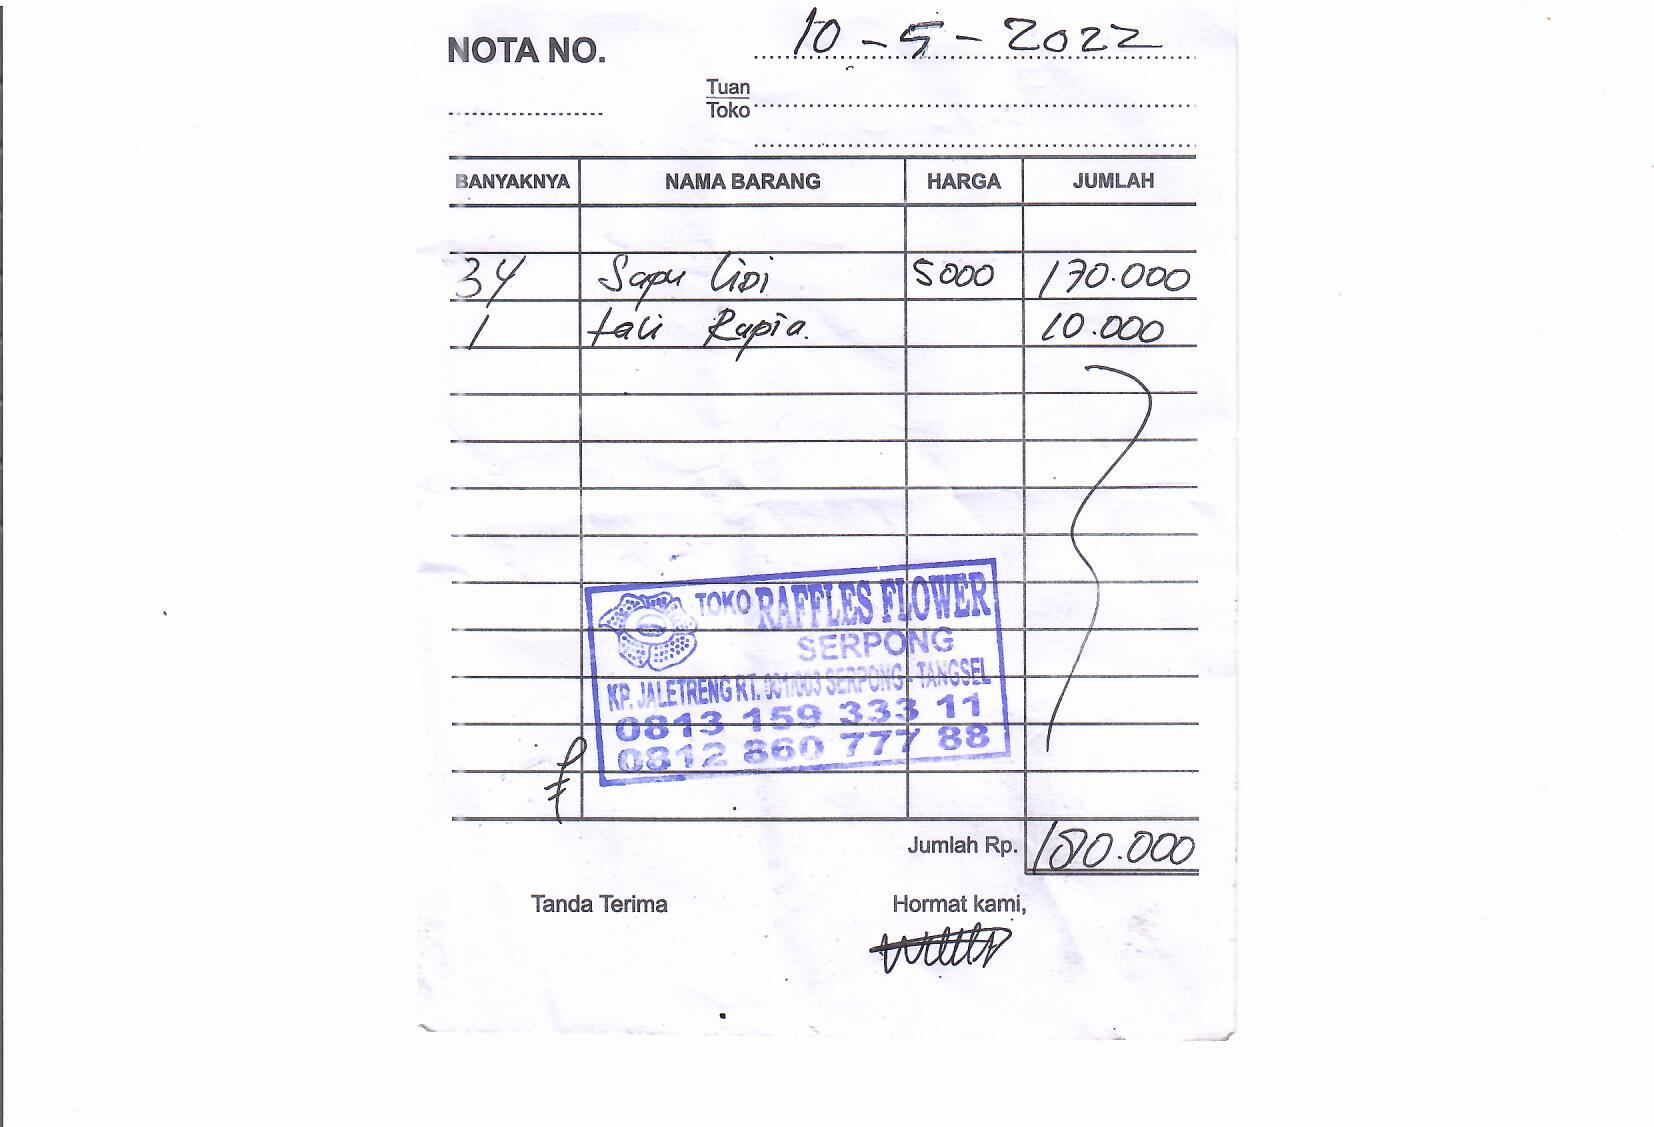 NOTA NO.
10 - 5 - 2022
Tuan
Toko
BANYAKNYA NAMA BARANG HARGA JUMLAH
34 Sapu lidi 5000 170.000
1 tali Rapia. 10.000
TOKO RAFFLES FLOWER
SERPONG
KP. JALETRENG RT. 001/003 SERPONG - TANGSEL
0813 159 333 11
0812 860 777 88
Jumlah Rp. 180.000
Tanda Terima Hormat kami,